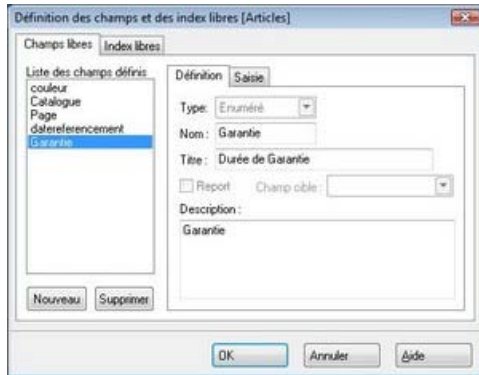 Définition des champs et des index libres [Articles]
Champs libres
Index libres
Liste des champs définis
couleur
Catalogue
Page
datereferencement
Garantie
Nouveau
Supprimer
Définition
Saisie
Type: Enuméré
Nom : Garantie
Titre : Durée de Garantie
Report
Champ cible :
Description :
Garantie
OK
Annuler
Aide